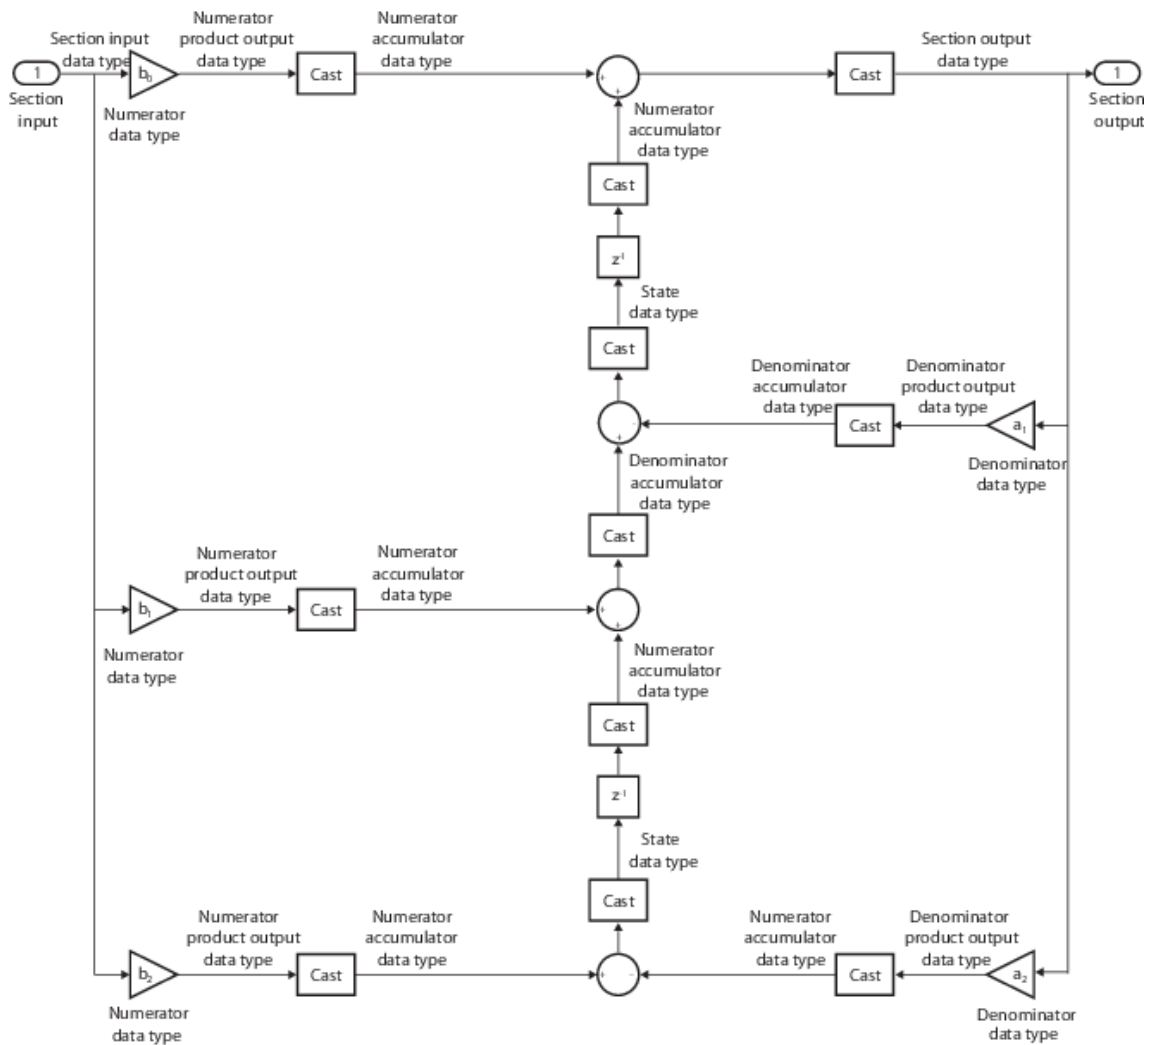 Numerator
product output
data type
Numerator
accumulator
data type
Section input
data type
Section output
data type
1
b0
Cast
+
+
Cast
1
Section
input
Numerator
data type
Numerator
accumulator
data type
Section
output
Cast
z-1
State
data type
Cast
Denominator
accumulator
data type
Denominator
product output
data type
-
+
Cast
a1
Denominator
data type
Denominator
accumulator
data type
Cast
Numerator
product output
data type
Numerator
accumulator
data type
b1
Cast
+
+
Numerator
data type
Numerator
accumulator
data type
Cast
z-1
State
data type
Cast
Numerator
product output
data type
Numerator
accumulator
data type
Numerator
accumulator
data type
Denominator
product output
data type
b2
Cast
+
-
Cast
a2
Numerator
data type
Denominator
data type